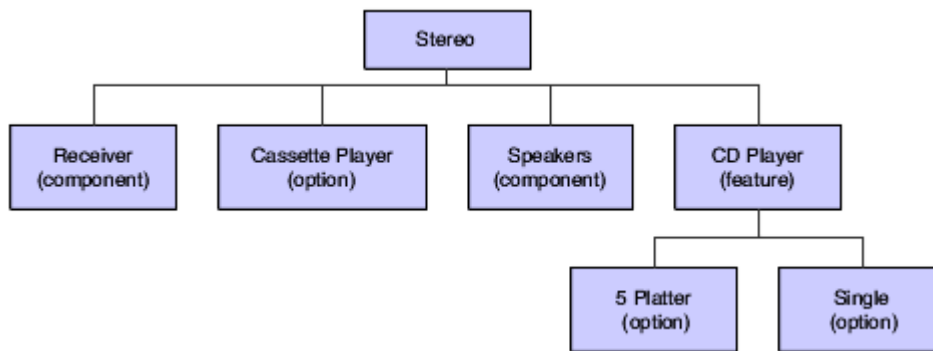 Stereo
Receiver
(component)
Cassette Player
(option)
Speakers
(component)
CD Player
(feature)
5 Platter
(option)
Single
(option)